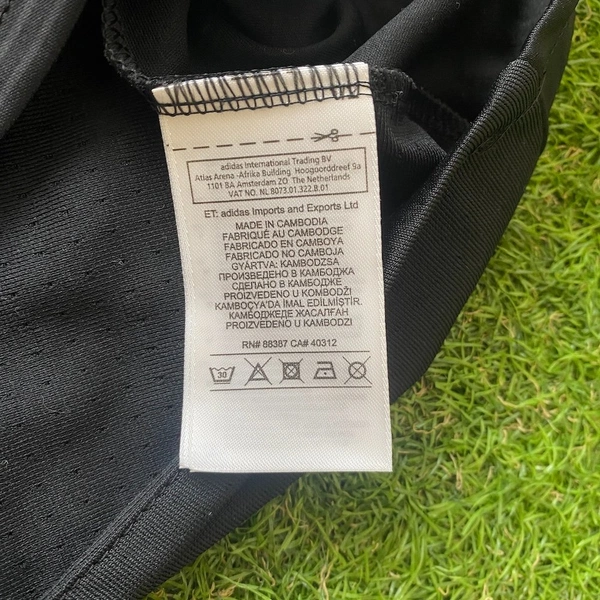 adidas International Trading BV
Atlas Arena -Afrika Building Hoogoorddreef 9a
1101 BA Amsterdam ZO The Netherlands
VAT NO. NL 8073.01.322.B.01
ET: adidas Imports and Exports Ltd
MADE IN CAMBODIA
FABRIQUÉ AU CAMBODGE
FABRICADO EN CAMBOYA
FABRICADO NO CAMBOJA
GYÁRTVA: KAMBODZSA
ПРОИЗВЕДЕНО В КАМБОДЖА
СДЕЛАНО В КАМБОДЖЕ
PROIZVEDENO U KOMBODŽI
KAMBOÇYA'DA İMAL EDİLMİŞTİR.
КАМБОДЖЕДЕ ЖАСАЛҒАН
PROIZVEDENO U KAMBODZI
RN# 88387 CA# 40312
30